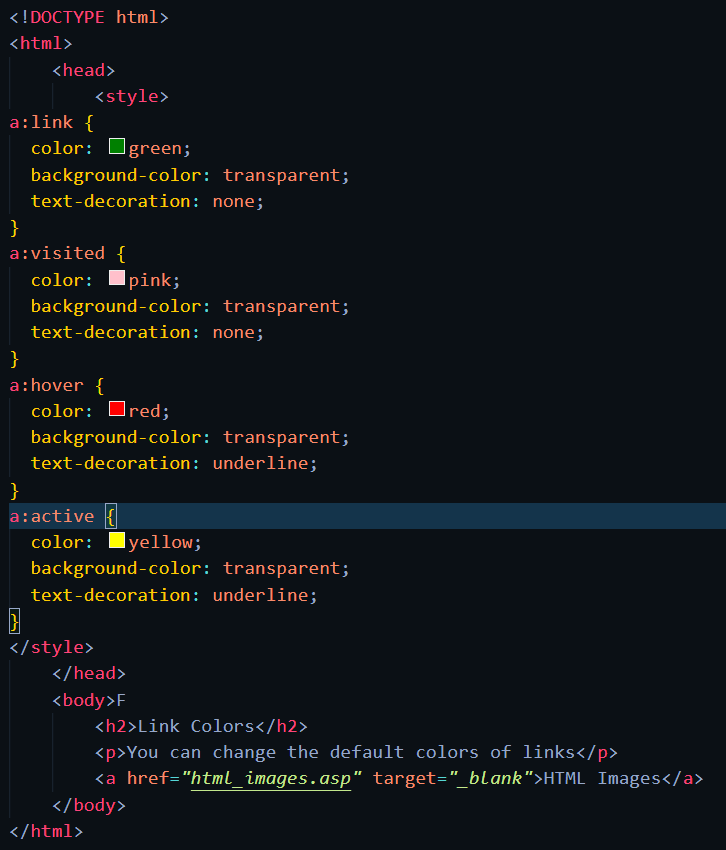 <!DOCTYPE html>
<html>
    <head>
        <style>
a:link {
  color: green;
  background-color: transparent;
  text-decoration: none;
}
a:visited {
  color: pink;
  background-color: transparent;
  text-decoration: none;
}
a:hover {
  color: red;
  background-color: transparent;
  text-decoration: underline;
}
a:active {
  color: yellow;
  background-color: transparent;
  text-decoration: underline;
}
</style>
    </head>
    <body>F
        <h2>Link Colors</h2>
        <p>You can change the default colors of links</p>
        <a href="html_images.asp" target="_blank">HTML Images</a>
    </body>
</html>